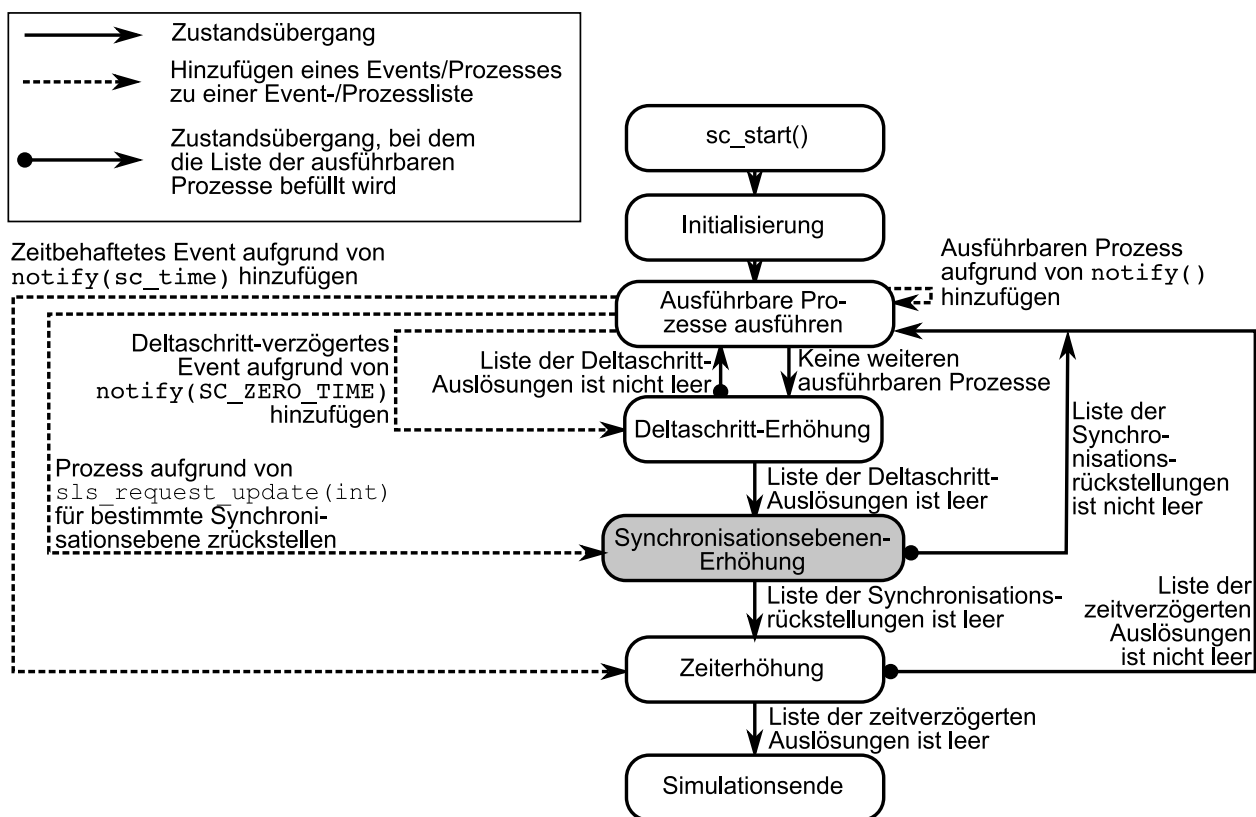 Zustandsübergang
Hinzufügen eines Events/Prozesses
zu einer Event-/Prozessliste
Zustandsübergang, bei dem
die Liste der ausführbaren
Prozesse befüllt wird
sc_start()
Initialisierung
Zeitbehaftetes Event aufgrund von
notify(sc_time) hinzufügen
Ausführbaren Prozess
aufgrund von notify()
hinzufügen
Ausführbare Pro-
zesse ausführen
Deltaschritt-verzögertes
Event aufgrund von
notify(SC_ZERO_TIME)
hinzufügen
Liste der Deltaschritt-
Auslösungen ist nicht leer
Keine weiteren
ausführbaren Prozesse
Deltaschritt-Erhöhung
Liste der
Synchro-
nisations-
rückstellungen
ist nicht leer
Prozess aufgrund von
sls_request_update(int)
für bestimmte Synchroni-
sationsebene zrückstellen
Liste der Deltaschritt-
Auslösungen ist leer
Synchronisationsebenen-
Erhöhung
Liste der Synchronisations-
rückstellungen ist leer
Liste der
zeitverzögerten
Auslösungen
ist nicht leer
Zeiterhöhung
Liste der zeitverzögerten
Auslösungen ist leer
Simulationsende